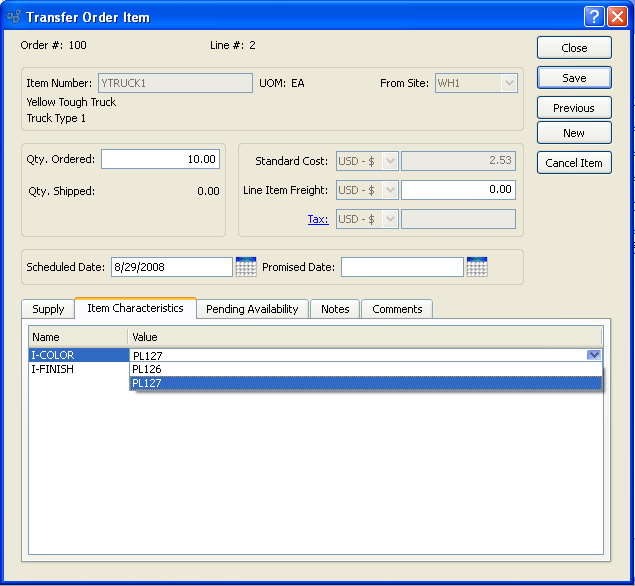 Transfer Order Item
Order #: 100 Line #: 2
Close
Item Number: YTRUCK1 UOM: EA From Site: WH1
Save
Yellow Tough Truck
Previous
Truck Type 1
New
Qty. Ordered: 10.00
Standard Cost: USD - $ 2.53
Cancel Item
Qty. Shipped: 0.00
Line Item Freight: USD - $ 0.00
Tax: USD - $
Scheduled Date: 8/29/2008 Promised Date:
Supply Item Characteristics Pending Availability Notes Comments
Name Value
I-COLOR PL127
I-FINISH PL126
PL127